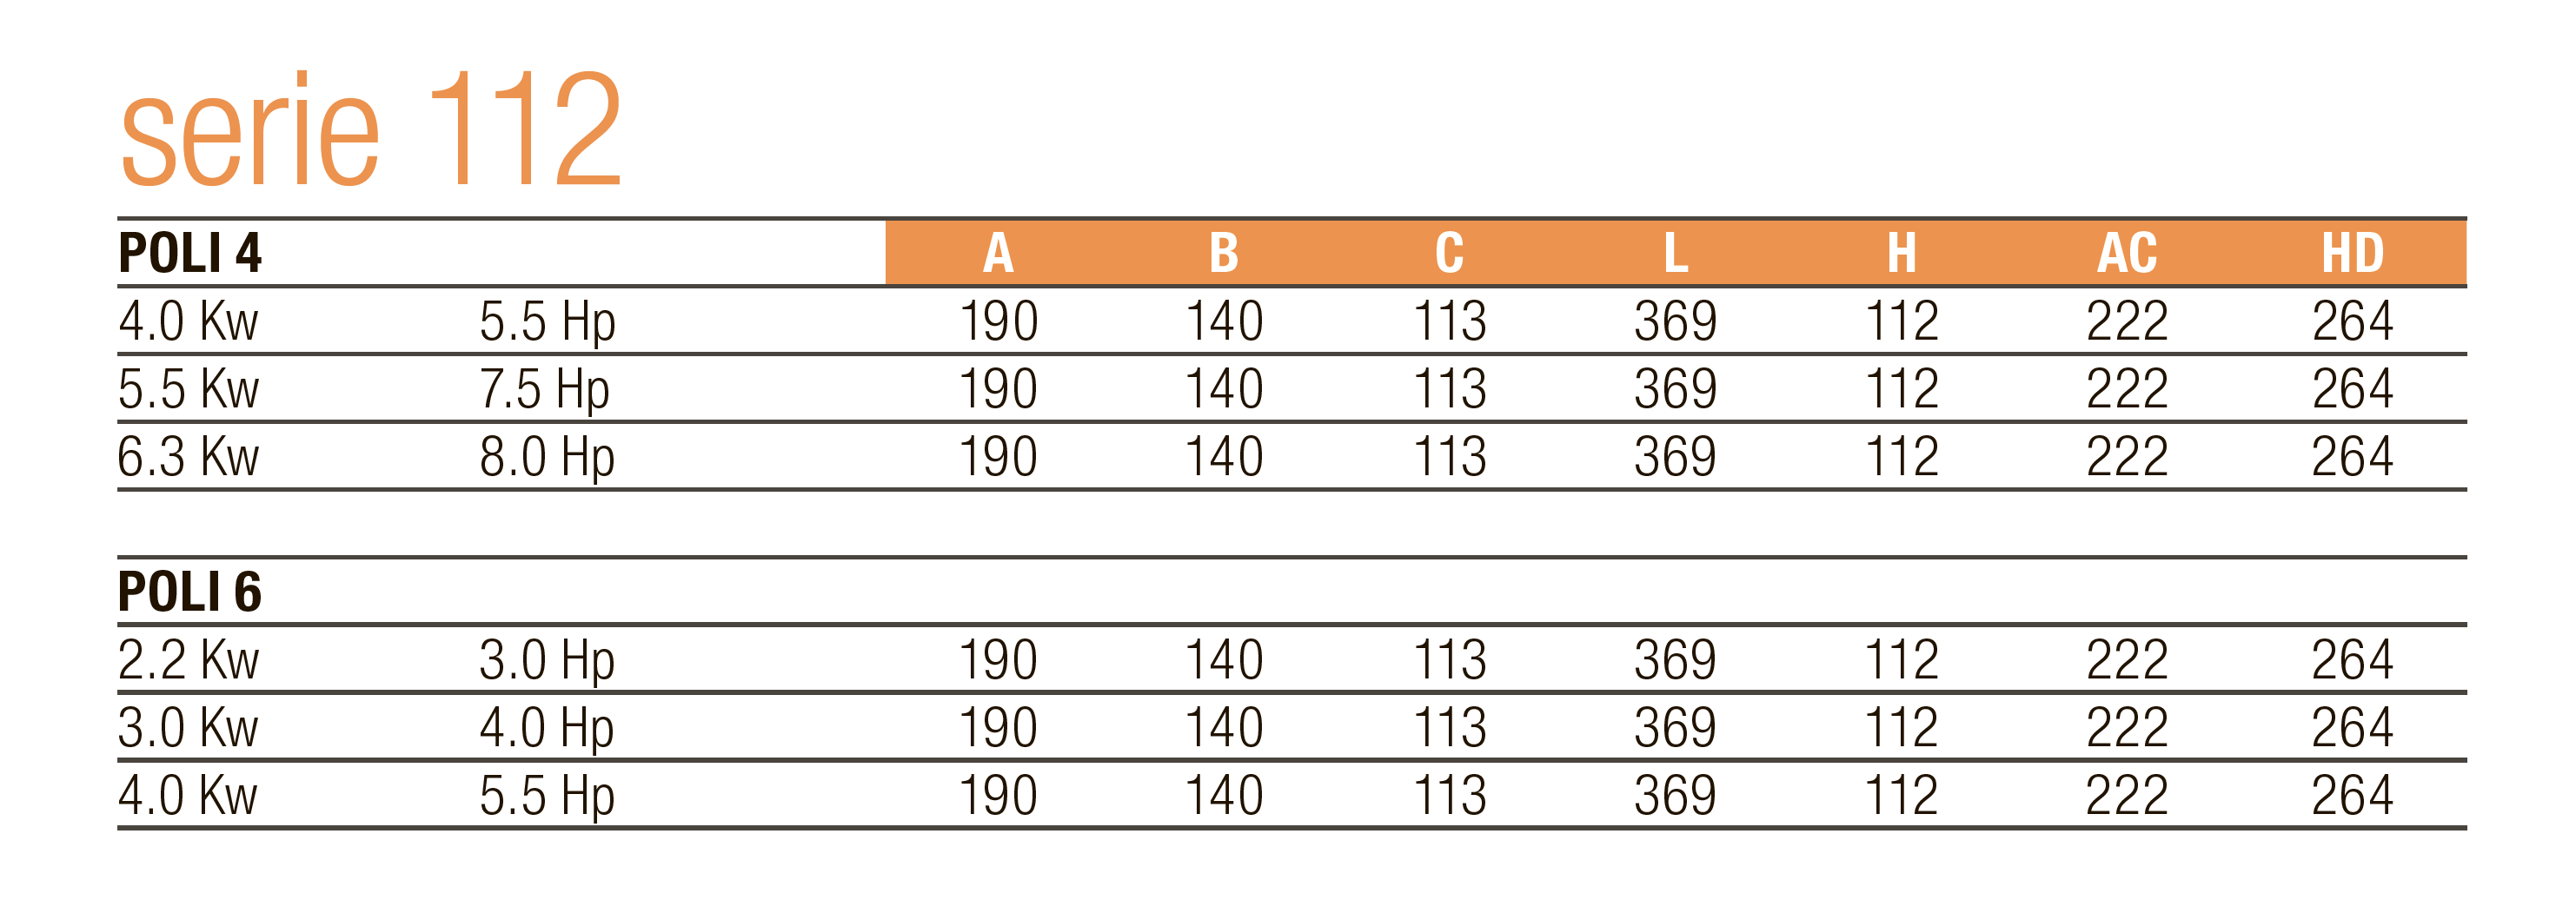 serie 112
POLI 4 A B C L H AC HD
4.0 Kw 5.5 Hp 190 140 113 369 112 222 264
5.5 Kw 7.5 Hp 190 140 113 369 112 222 264
6.3 Kw 8.0 Hp 190 140 113 369 112 222 264
POLI 6
2.2 Kw 3.0 Hp 190 140 113 369 112 222 264
3.0 Kw 4.0 Hp 190 140 113 369 112 222 264
4.0 Kw 5.5 Hp 190 140 113 369 112 222 264